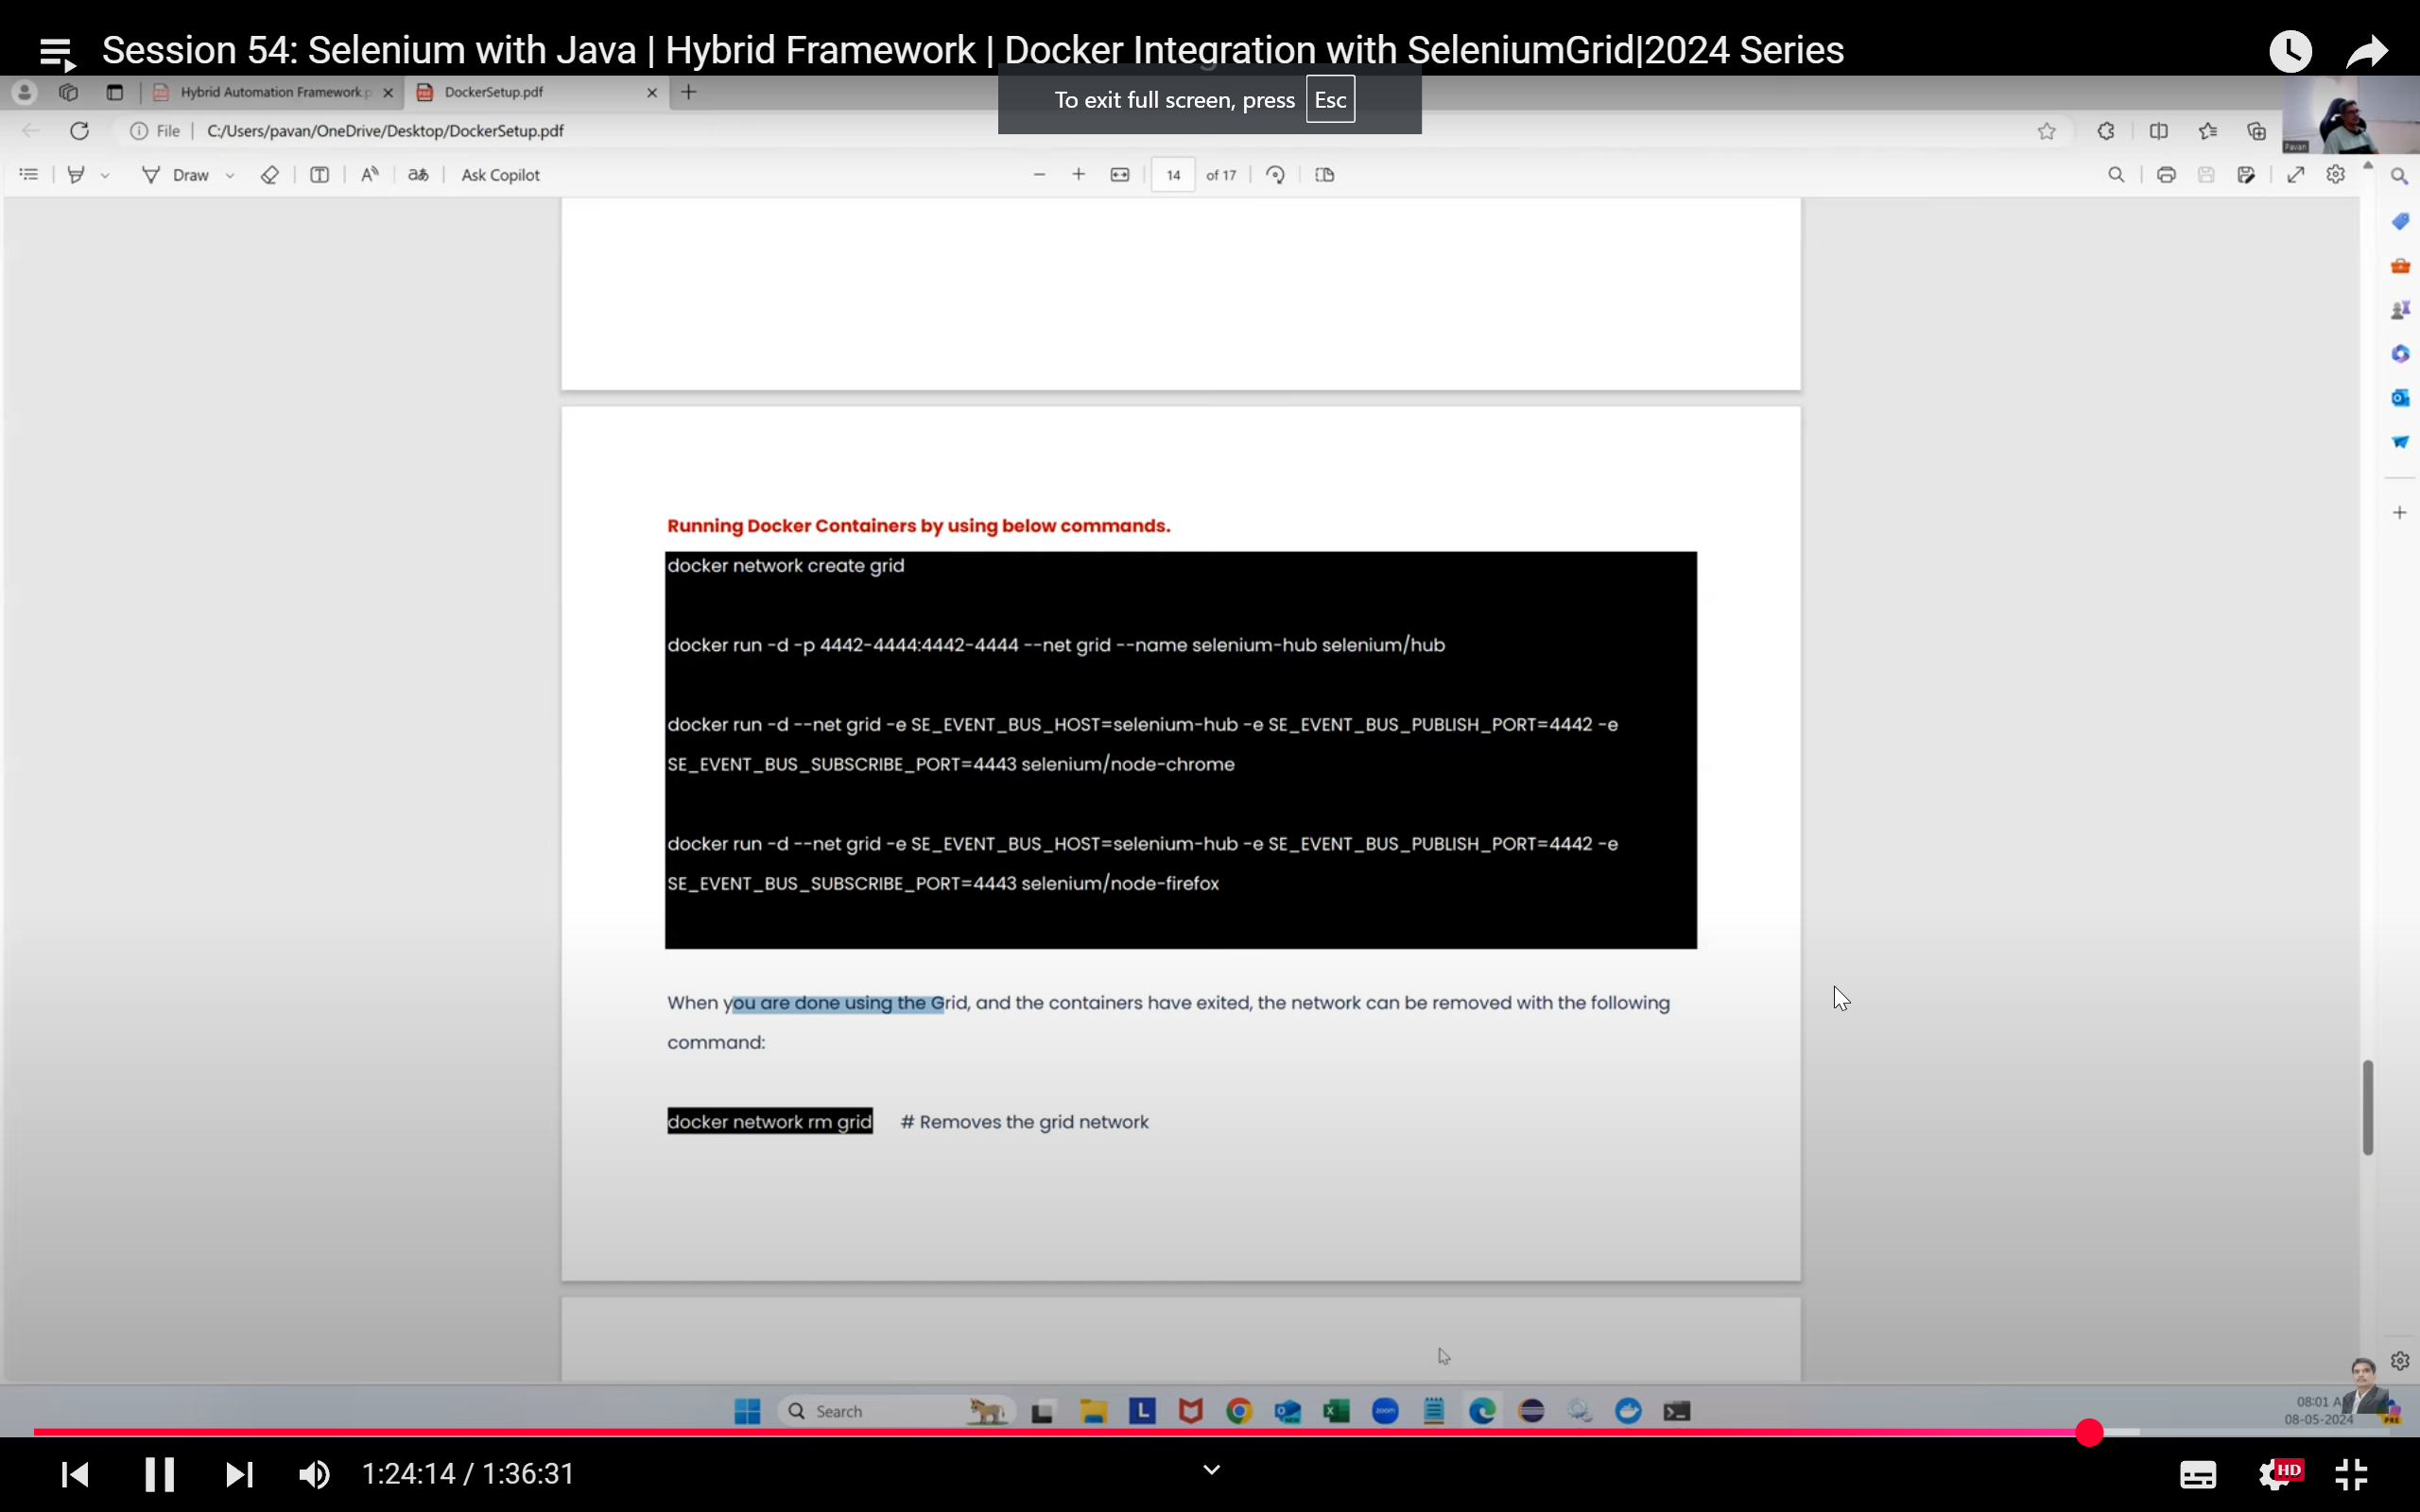 Session 54: Selenium with Java | Hybrid Framework | Docker Integration with SeleniumGrid|2024 Series
Hybrid Automation Framework.p
DockerSetup.pdf
To exit full screen, press Esc
File
C:/Users/pavan/OneDrive/Desktop/DockerSetup.pdf
Pavan
Draw
Ask Copilot
14 of 17
Running Docker Containers by using below commands.
docker network create grid
docker run -d -p 4442-4444:4442-4444 --net grid --name selenium-hub selenium/hub
docker run -d --net grid -e SE_EVENT_BUS_HOST=selenium-hub -e SE_EVENT_BUS_PUBLISH_PORT=4442 -e
SE_EVENT_BUS_SUBSCRIBE_PORT=4443 selenium/node-chrome
docker run -d --net grid -e SE_EVENT_BUS_HOST=selenium-hub -e SE_EVENT_BUS_PUBLISH_PORT=4442 -e
SE_EVENT_BUS_SUBSCRIBE_PORT=4443 selenium/node-firefox
When you are done using the Grid, and the containers have exited, the network can be removed with the following
command:
docker network rm grid # Removes the grid network
Search
zoom
08:01
08-05-2024
PRE
1:24:14 / 1:36:31
HD